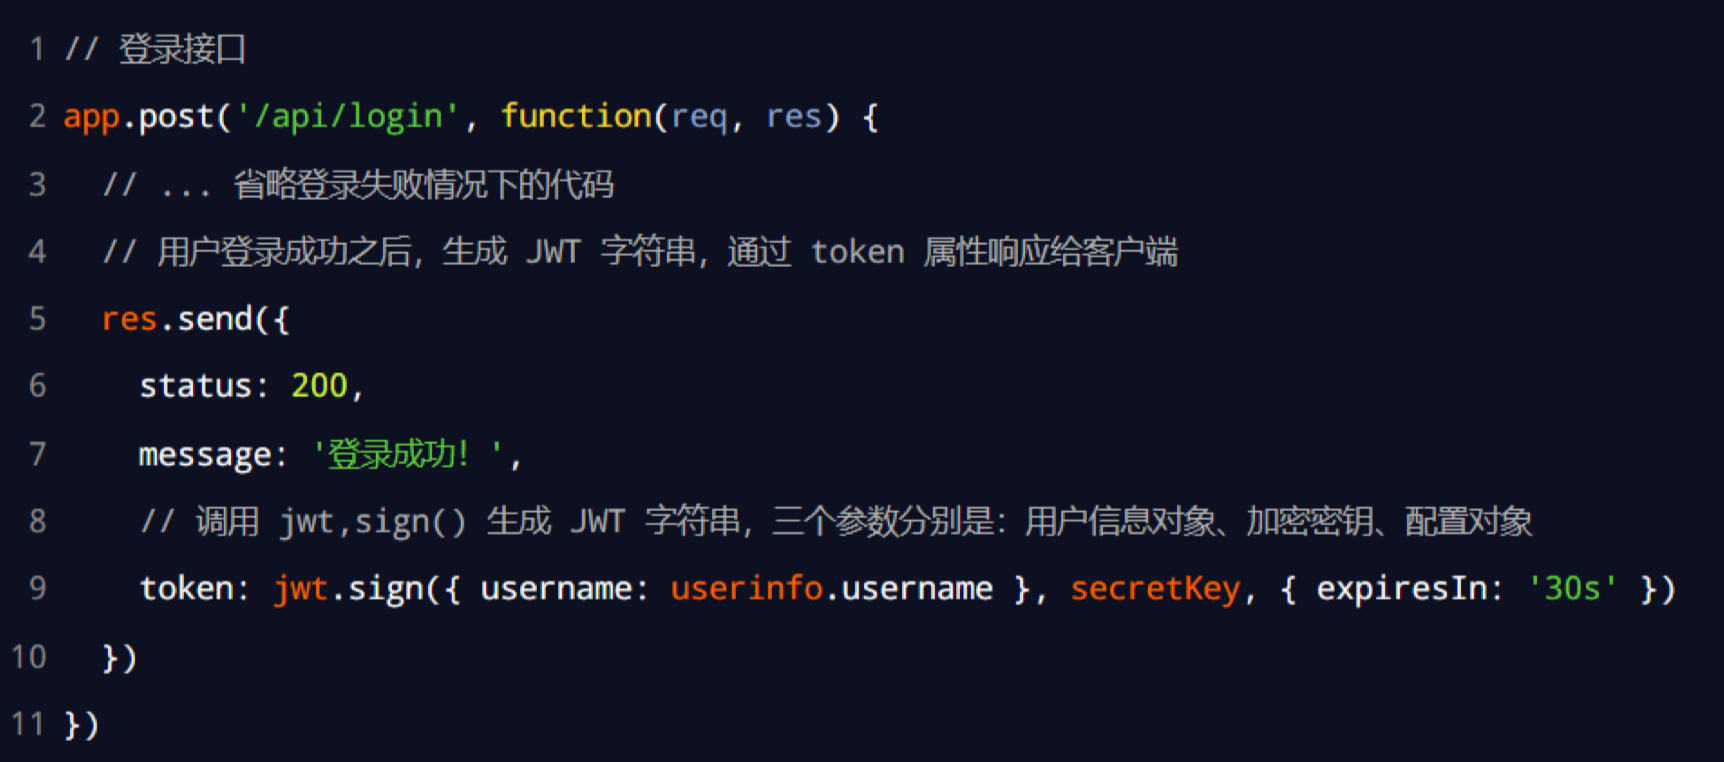 1 // 登录接口
2 app.post('/api/login', function(req, res) {
3 // ... 省略登录失败情况下的代码
4 // 用户登录成功之后，生成 JWT 字符串，通过 token 属性响应给客户端
5 res.send({
6 status: 200,
7 message: '登录成功！',
8 // 调用 jwt,sign() 生成 JWT 字符串，三个参数分别是：用户信息对象、加密密钥、配置对象
9 token: jwt.sign({ username: userinfo.username }, secretKey, { expiresIn: '30s' })
10 })
11 })